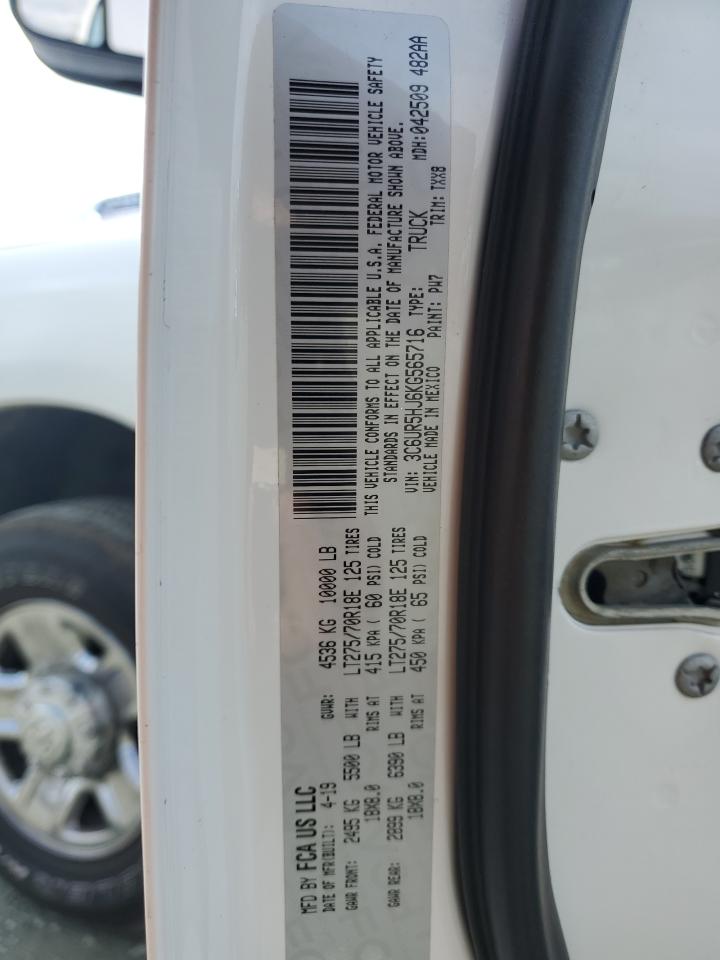 MFD BY FCA US LLC
DATE OF MFR(BUILT): 4-19 GVWR: 4536 KG 10000 LB
GAWR FRONT: 2495 KG 5500 LB WITH LT275/70R18E 125 TIRES
18X8.0 RIMS AT 415 KPA ( 60 PSI) COLD
GAWR REAR: 2899 KG 6390 LB WITH LT275/70R18E 125 TIRES
18X8.0 RIMS AT 450 KPA ( 65 PSI) COLD
THIS VEHICLE CONFORMS TO ALL APPLICABLE U.S.A. FEDERAL MOTOR VEHICLE SAFETY
STANDARDS IN EFFECT ON THE DATE OF MANUFACTURE SHOWN ABOVE.
VIN: 3C6UR5HJ6KG565716 TYPE: TRUCK MDH:042509 482AA
VEHICLE MADE IN MEXICO PAINT: PW7 TRIM: TXX8